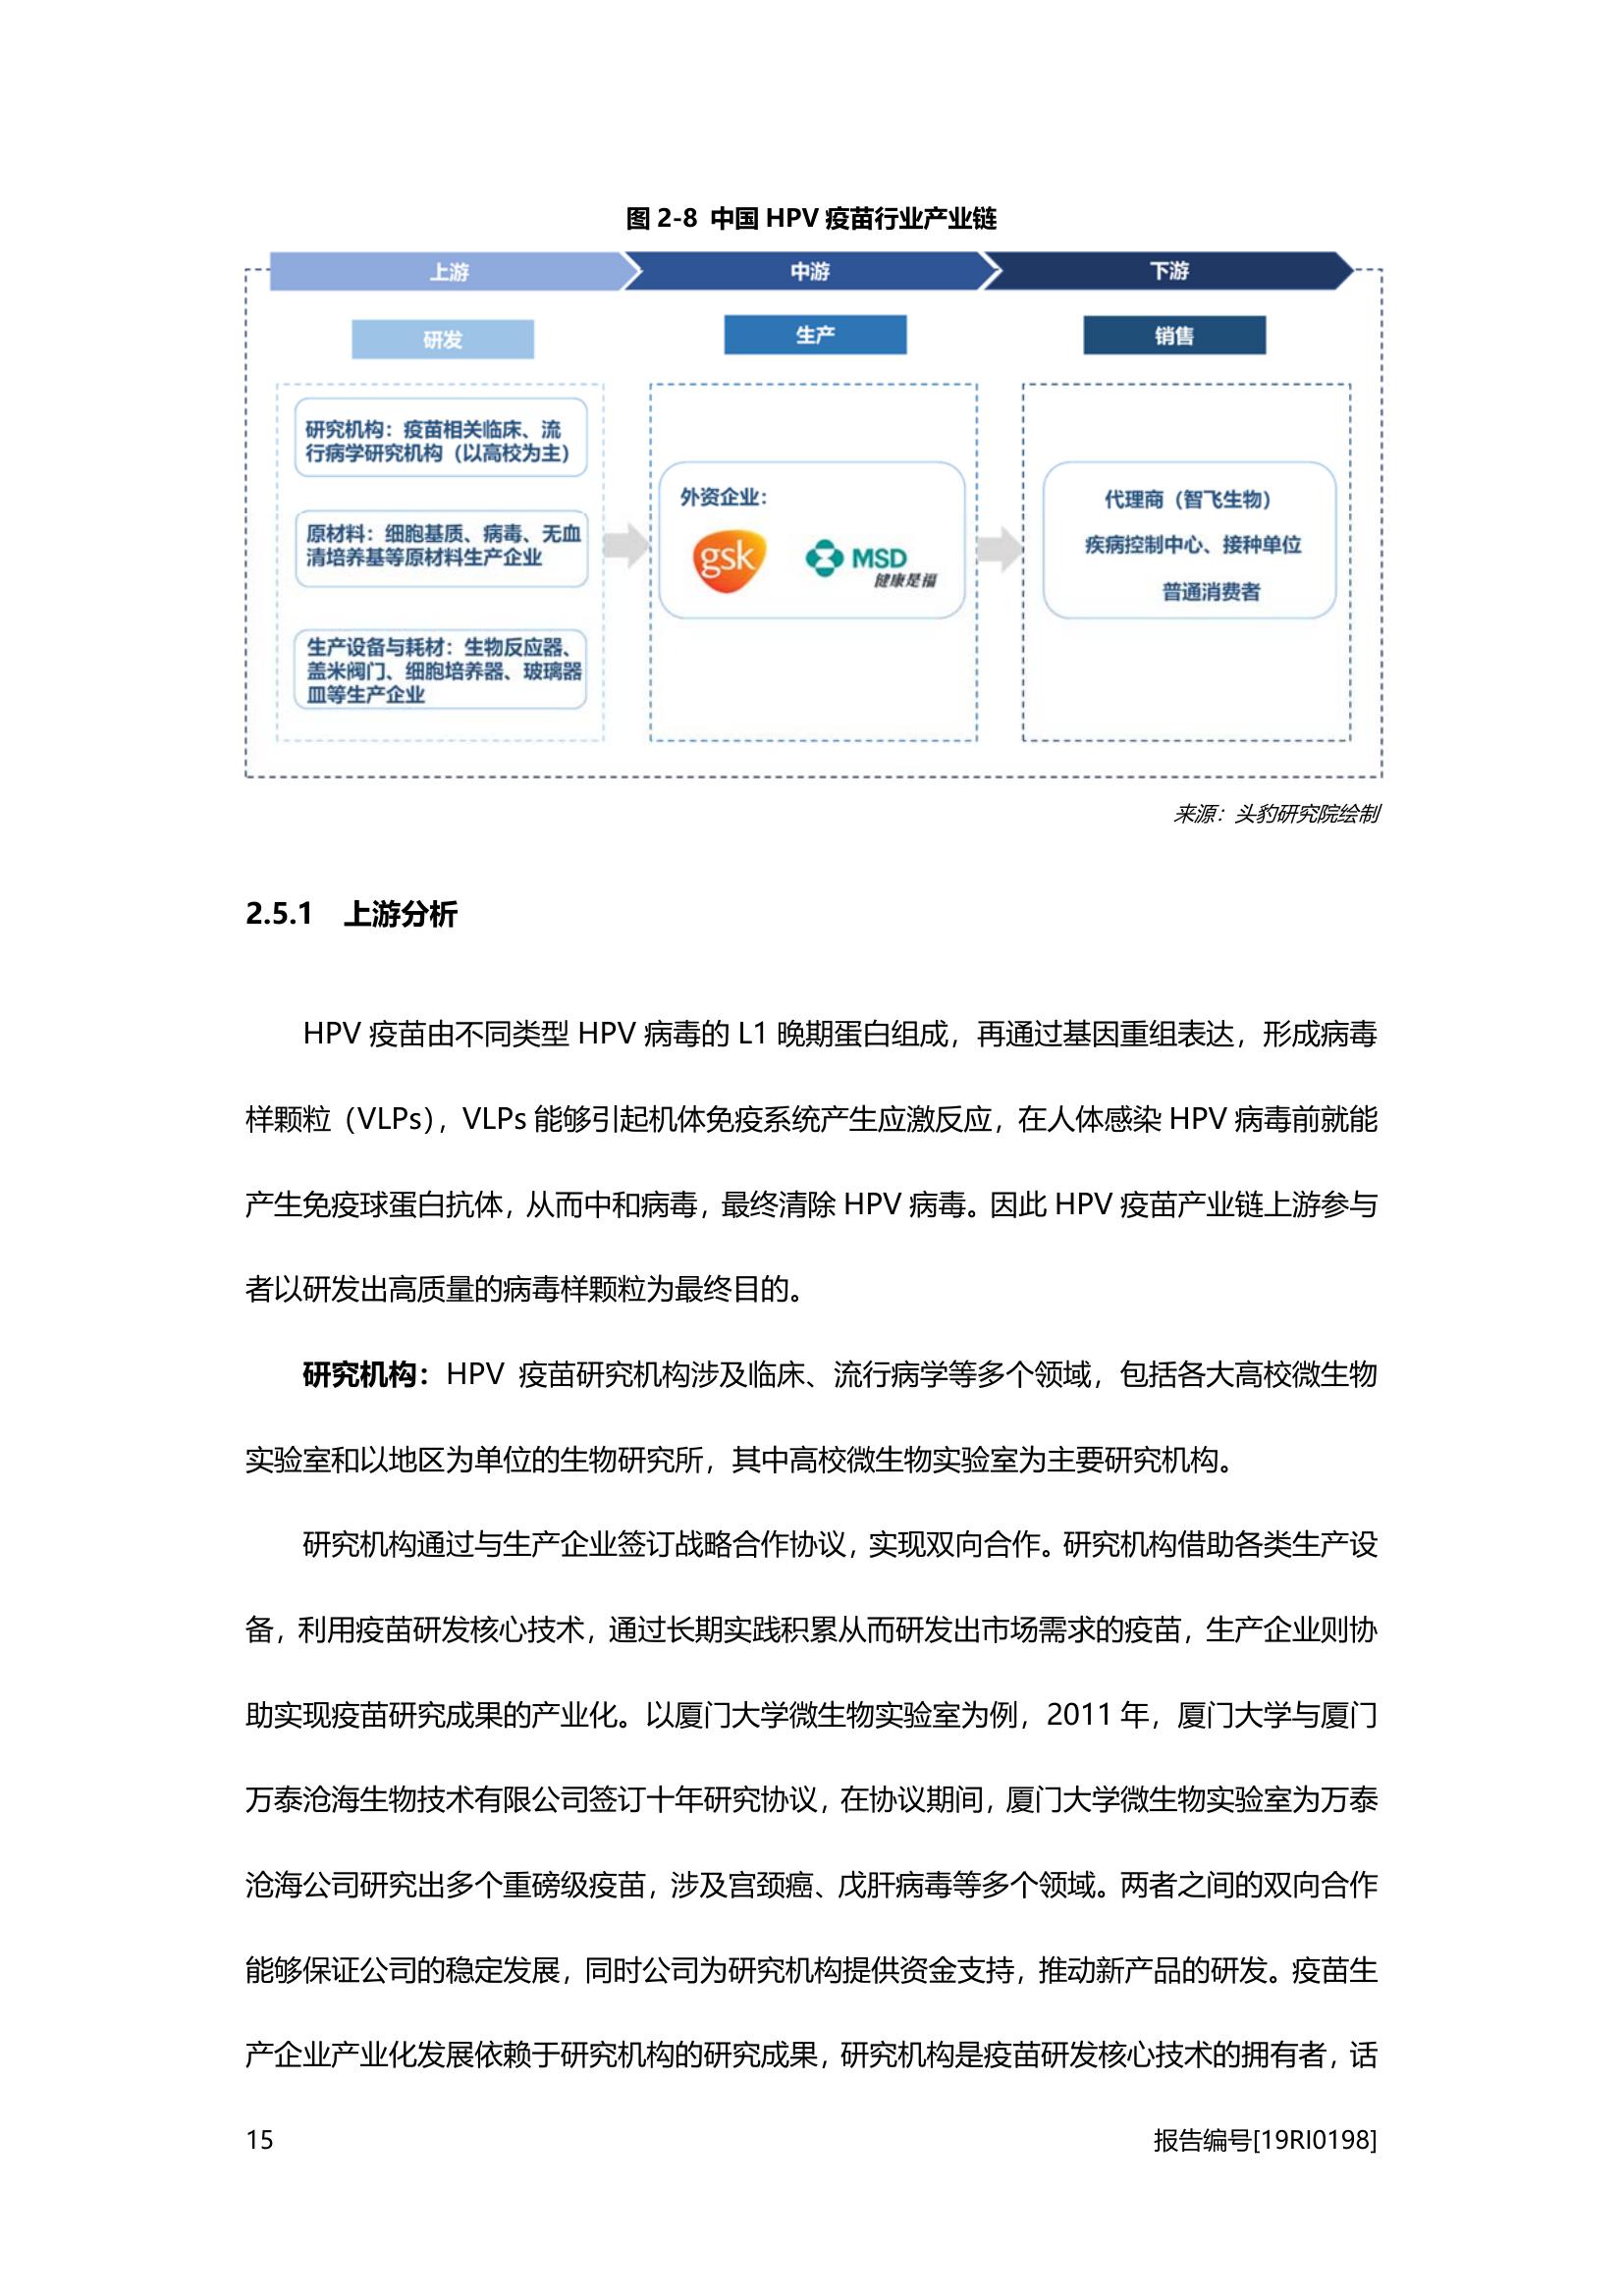 图 2-8 中国 HPV 疫苗行业产业链
上游
中游
下游
研发
生产
销售
研究机构：疫苗相关临床、流
行病学研究机构（以高校为主）
原材料：细胞基质、病毒、无血
清培养基等原材料生产企业
生产设备与耗材：生物反应器、
盖米阀门、细胞培养器、玻璃器
皿等生产企业
外资企业：
gsk
MSD
健康是福
代理商（智飞生物）
疾病控制中心、接种单位
普通消费者
来源：头豹研究院绘制
2.5.1 上游分析
HPV 疫苗由不同类型 HPV 病毒的 L1 晚期蛋白组成，再通过基因重组表达，形成病毒
样颗粒（VLPs），VLPs 能够引起机体免疫系统产生应激反应，在人体感染 HPV 病毒前就能
产生免疫球蛋白抗体，从而中和病毒，最终清除 HPV 病毒。因此 HPV 疫苗产业链上游参与
者以研发出高质量的病毒样颗粒为最终目的。
研究机构：HPV 疫苗研究机构涉及临床、流行病学等多个领域，包括各大高校微生物
实验室和以地区为单位的生物研究所，其中高校微生物实验室为主要研究机构。
研究机构通过与生产企业签订战略合作协议，实现双向合作。研究机构借助各类生产设
备，利用疫苗研发核心技术，通过长期实践积累从而研发出市场需求的疫苗，生产企业则协
助实现疫苗研究成果的产业化。以厦门大学微生物实验室为例，2011 年，厦门大学与厦门
万泰沧海生物技术有限公司签订十年研究协议，在协议期间，厦门大学微生物实验室为万泰
沧海公司研究出多个重磅级疫苗，涉及宫颈癌、戊肝病毒等多个领域。两者之间的双向合作
能够保证公司的稳定发展，同时公司为研究机构提供资金支持，推动新产品的研发。疫苗生
产企业产业化发展依赖于研究机构的研究成果，研究机构是疫苗研发核心技术的拥有者，话
15
报告编号[19RI0198]